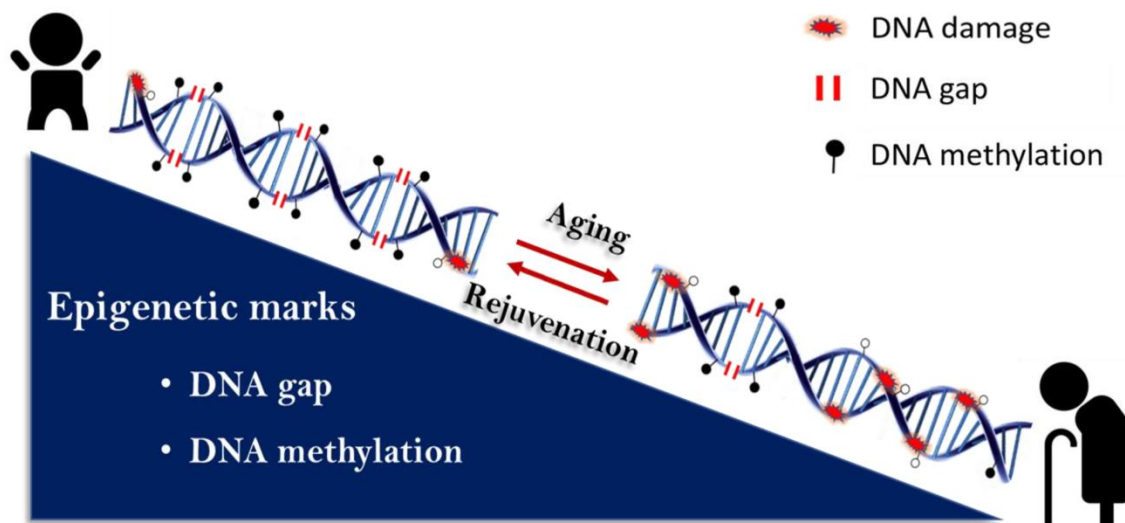 DNA damage
DNA gap
DNA methylation
Aging
Rejuvenation
Epigenetic marks
• DNA gap
• DNA methylation